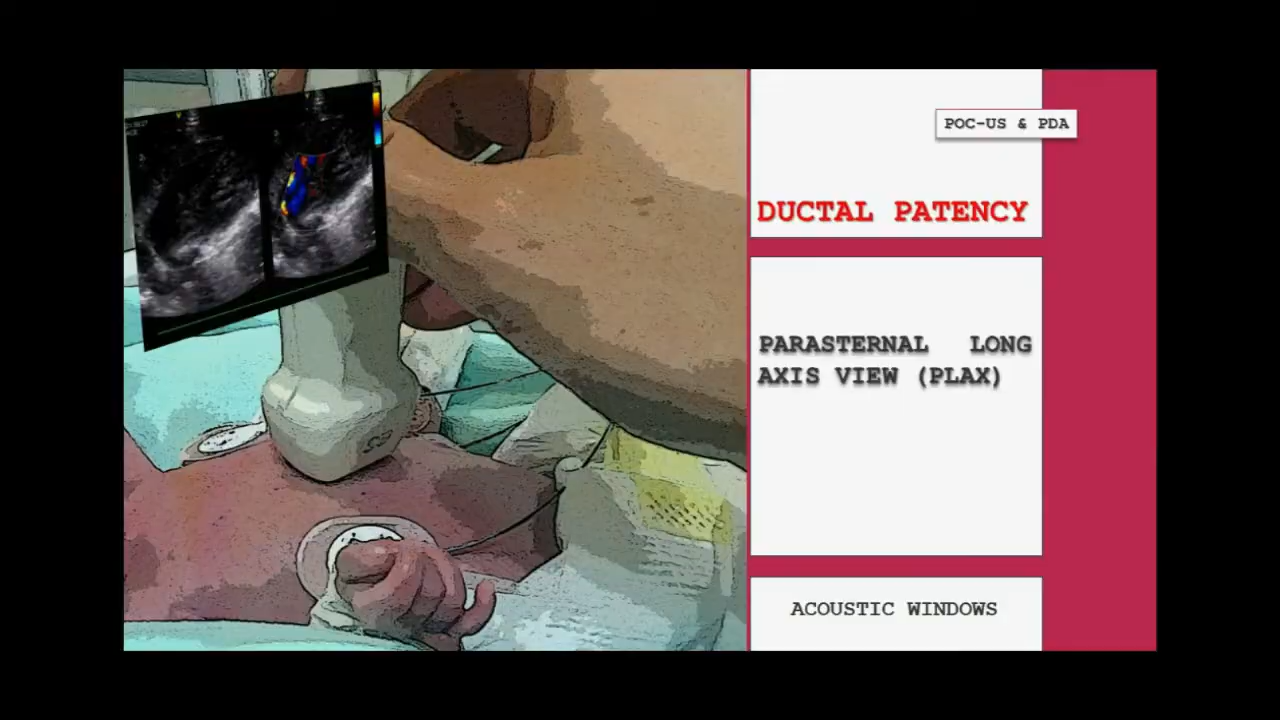 POC-US & PDA
DUCTAL PATENCY
PARASTERNAL LONG
AXIS VIEW (PLAX)
ACOUSTIC WINDOWS